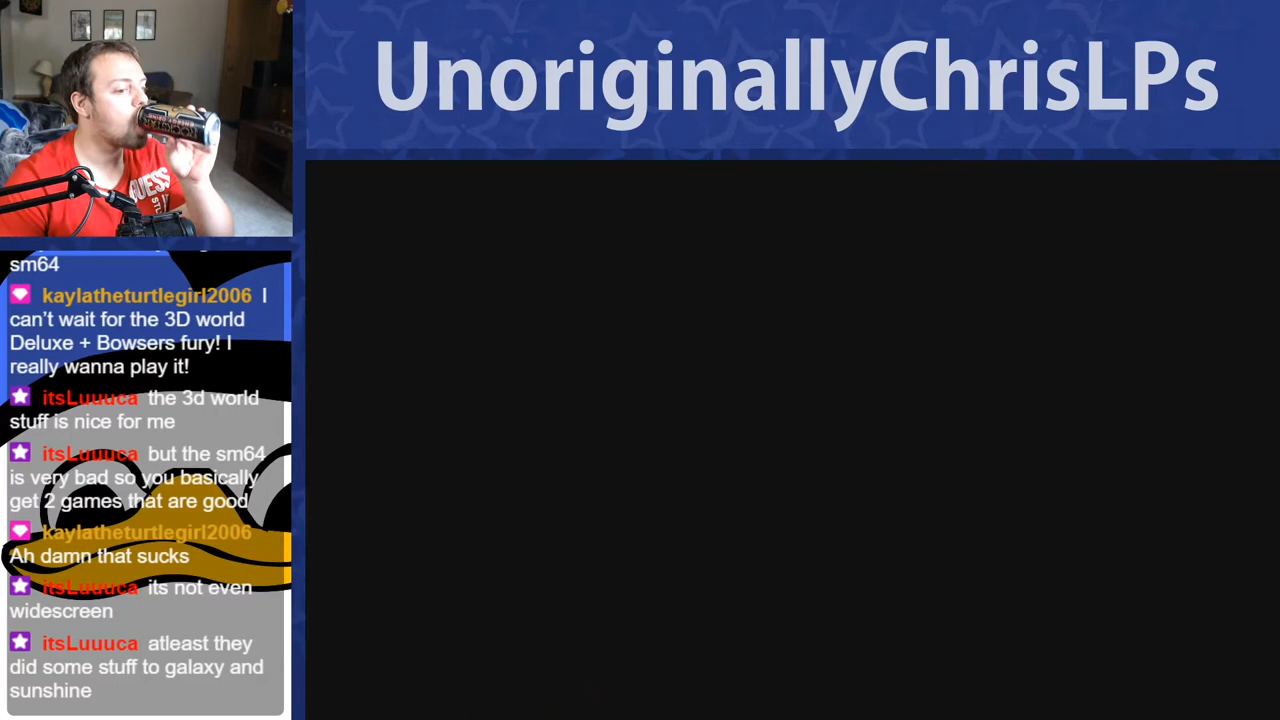 UnoriginallyChrisLPs
ROCKSTAR
GUESS
sm64
kaylatheturtlegirl2006 I
can't wait for the 3D world
Deluxe + Bowsers fury! I
really wanna play it!
itsLuuuca the 3d world
stuff is nice for me
itsLuuuca but the sm64
is very bad so you basically
get 2 games that are good
kaylatheturtlegirl2006
Ah damn that sucks
itsLuuuca its not even
widescreen
itsLuuuca atleast they
did some stuff to galaxy and
sunshine